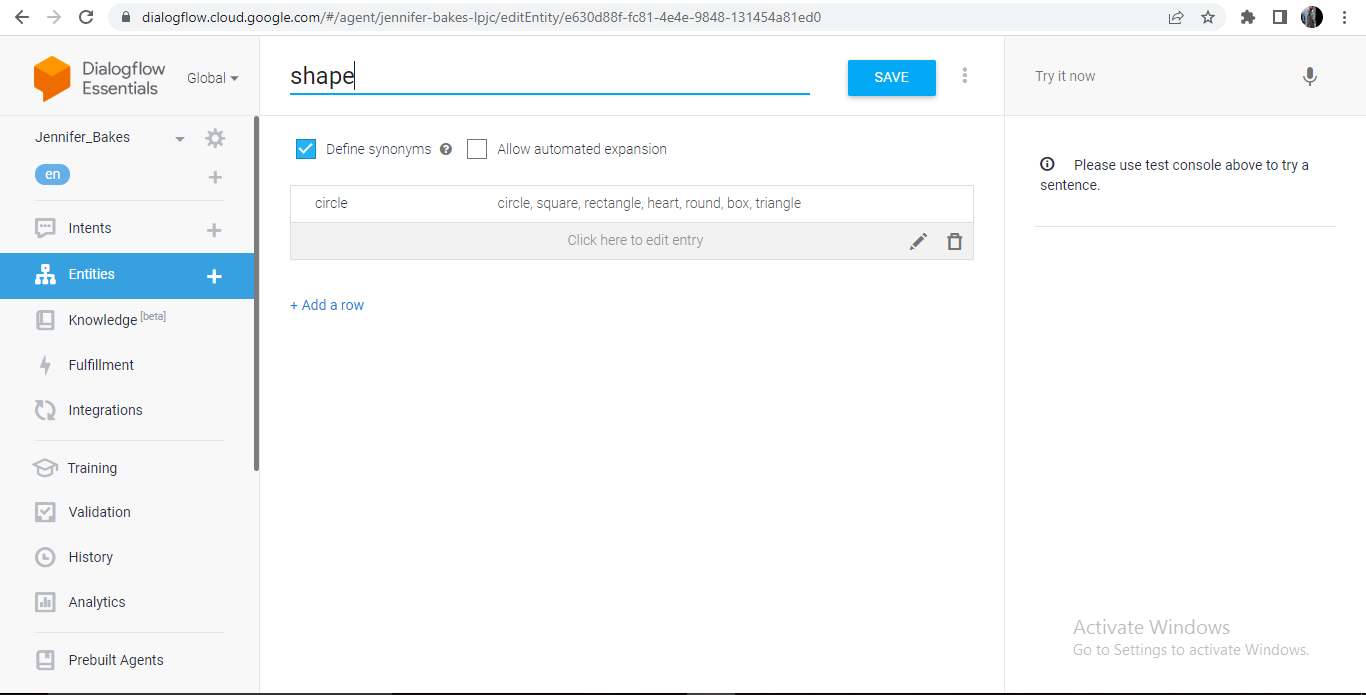 dialogflow.cloud.google.com/#/agent/jennifer-bakes-lpjc/editEntity/e630d88f-fc81-4e4e-9848-131454a81ed0
Dialogflow
Essentials
Global
shape
SAVE
Try it now
Jennifer_Bakes
en
Define synonyms
Allow automated expansion
Please use test console above to try a
sentence.
circle
circle, square, rectangle, heart, round, box, triangle
Click here to edit entry
+ Add a row
Intents
Entities
Knowledge [beta]
Fulfillment
Integrations
Training
Validation
History
Analytics
Prebuilt Agents
Activate Windows
Go to Settings to activate Windows.